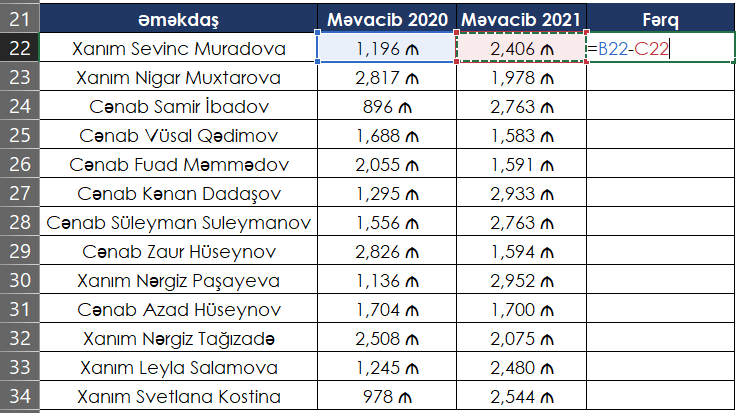 21 Əməkdaş Məvacib 2020 Məvacib 2021 Fərq
22 Xanım Sevinc Muradova 1,196 ₼ 2,406 ₼ =B22-C22
23 Xanım Nigar Muxtarova 2,817 ₼ 1,978 ₼
24 Cənab Samir İbadov 896 ₼ 2,763 ₼
25 Cənab Vüsal Qədimov 1,688 ₼ 1,583 ₼
26 Cənab Fuad Məmmədov 2,055 ₼ 1,591 ₼
27 Cənab Kənan Dadaşov 1,295 ₼ 2,933 ₼
28 Cənab Süleyman Suleymanov 1,556 ₼ 2,763 ₼
29 Cənab Zaur Hüseynov 2,826 ₼ 1,594 ₼
30 Xanım Nərgiz Paşayeva 1,136 ₼ 2,952 ₼
31 Cənab Azad Hüseynov 1,704 ₼ 1,700 ₼
32 Xanım Nərgiz Tağızadə 2,508 ₼ 2,075 ₼
33 Xanım Leyla Salamova 1,245 ₼ 2,480 ₼
34 Xanım Svetlana Kostina 978 ₼ 2,544 ₼